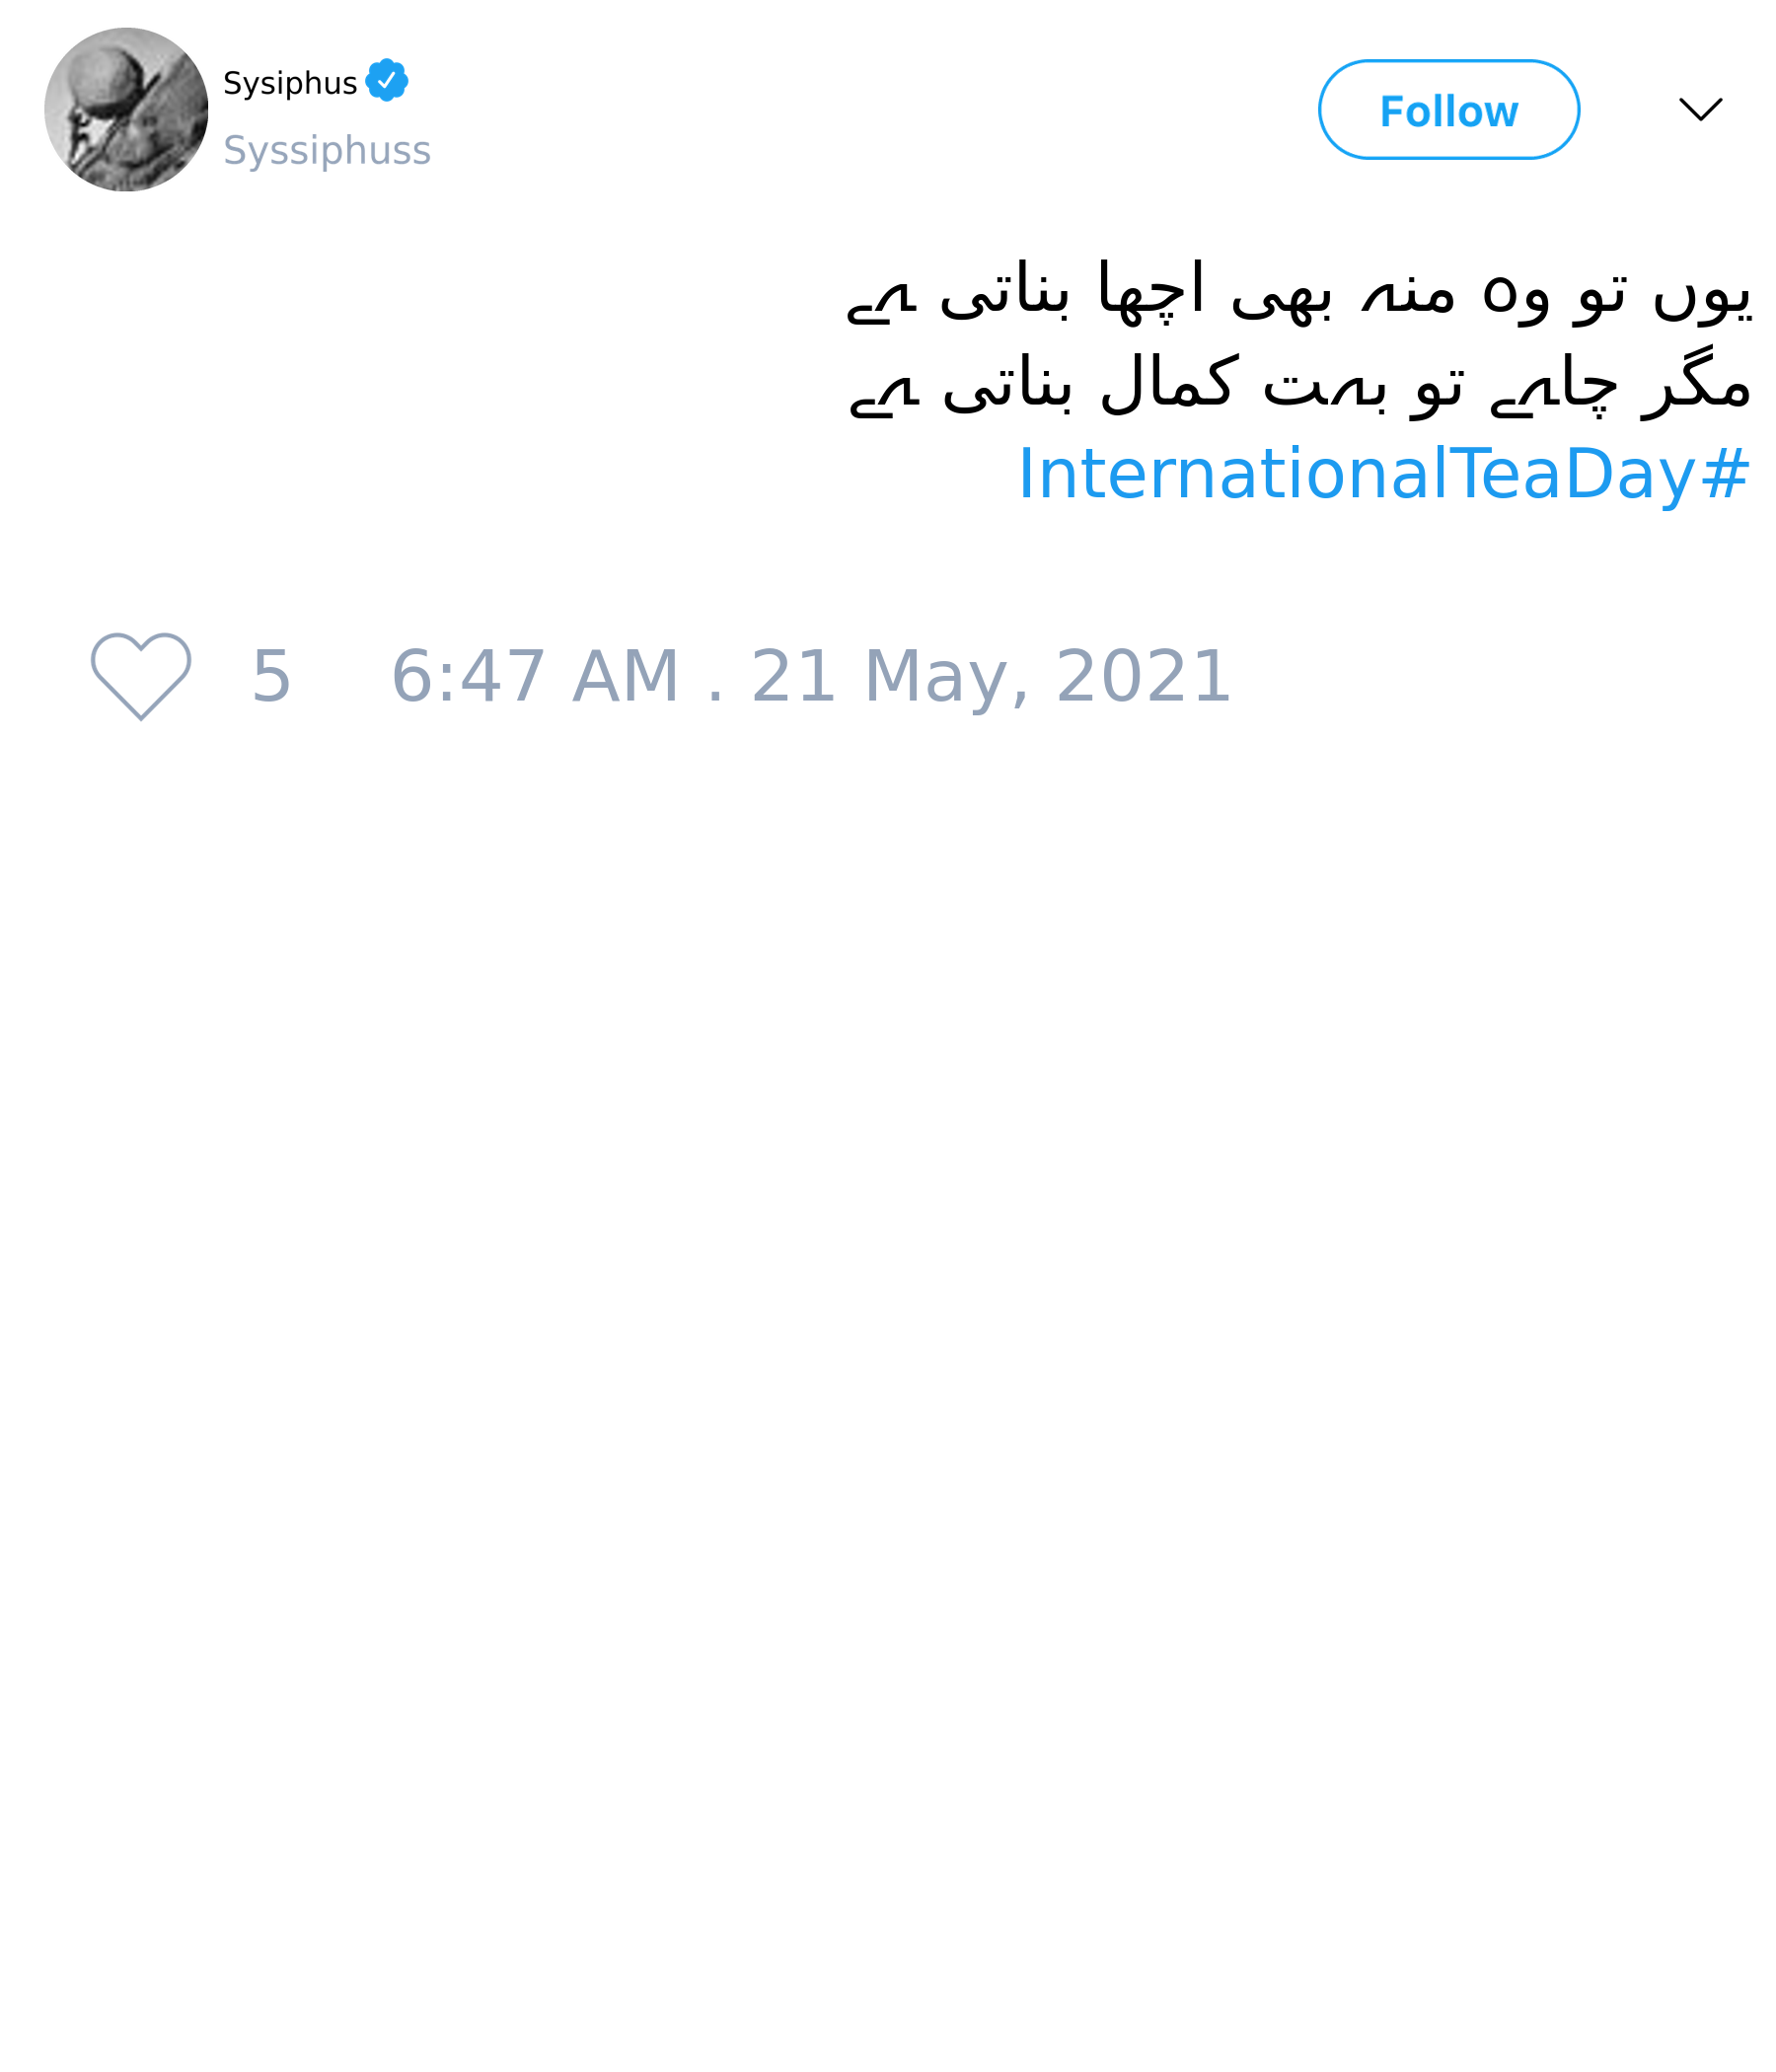 Sysiphus
Syssiphuss
Follow
یوں تو وہ منہ بھی اچھا بناتی ہے
مگر چاہے تو بہت کمال بناتی ہے
#InternationalTeaDay
5 6:47 AM . 21 May, 2021